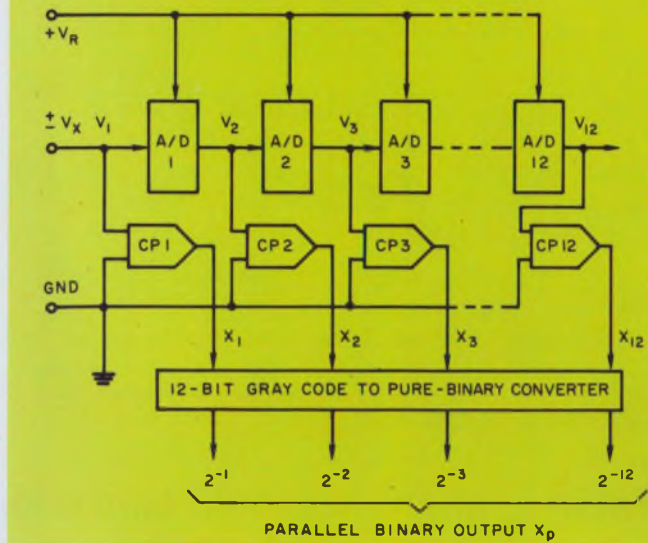 +V_R
± V_X V_1 V_2 V_3 V_12
A/D 1
A/D 2
A/D 3
A/D 12
CP 1 CP 2 CP 3 CP 12
GND
X_1 X_2 X_3 X_12
12-BIT GRAY CODE TO PURE-BINARY CONVERTER
2^-1 2^-2 2^-3 2^-12
PARALLEL BINARY OUTPUT X_p